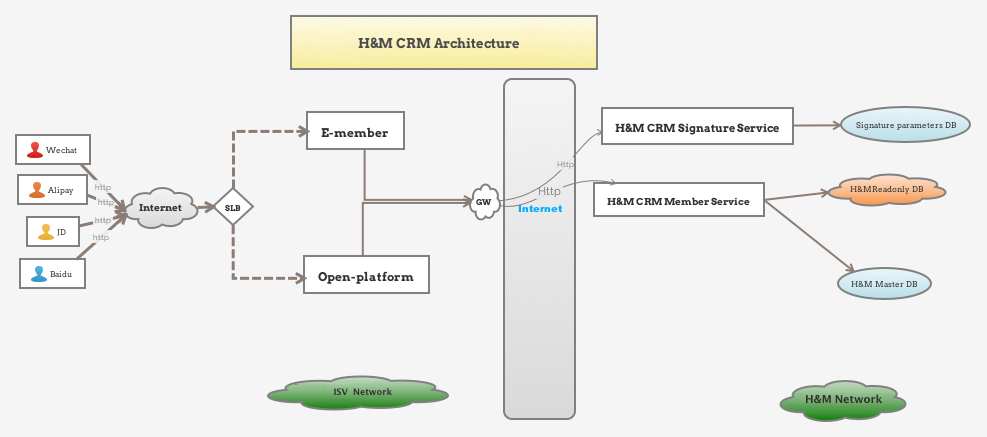 H&M CRM Architecture
Wechat
Alipay
JD
Baidu
http
http
http
http
Internet
SLB
E-member
Open-platform
GW
Http
Http
Internet
H&M CRM Signature Service
H&M CRM Member Service
Signature parameters DB
H&MReadonly DB
H&M Master DB
ISV Network
H&M Network